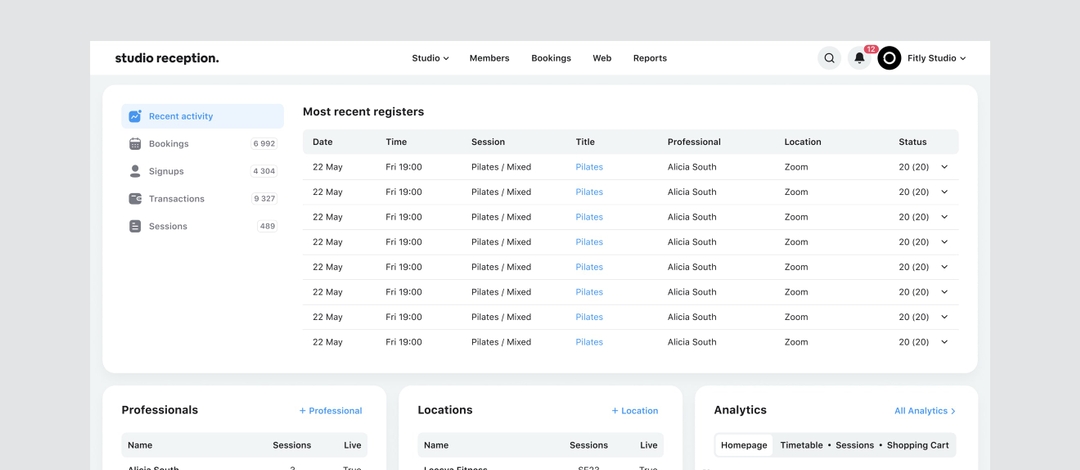 studio reception.
Studio Members Bookings Web Reports
12
Fitly Studio
Recent activity
Bookings 6 992
Signups 4 304
Transactions 9 327
Sessions 489
Most recent registers
Date Time Session Title Professional Location Status
22 May Fri 19:00 Pilates / Mixed Pilates Alicia South Zoom 20 (20)
22 May Fri 19:00 Pilates / Mixed Pilates Alicia South Zoom 20 (20)
22 May Fri 19:00 Pilates / Mixed Pilates Alicia South Zoom 20 (20)
22 May Fri 19:00 Pilates / Mixed Pilates Alicia South Zoom 20 (20)
22 May Fri 19:00 Pilates / Mixed Pilates Alicia South Zoom 20 (20)
22 May Fri 19:00 Pilates / Mixed Pilates Alicia South Zoom 20 (20)
22 May Fri 19:00 Pilates / Mixed Pilates Alicia South Zoom 20 (20)
22 May Fri 19:00 Pilates / Mixed Pilates Alicia South Zoom 20 (20)
Professionals + Professional
Name Sessions Live
Alicia South True
Locations + Location
Name Sessions Live
Fitness True
Analytics All Analytics >
Homepage Timetable • Sessions • Shopping Cart